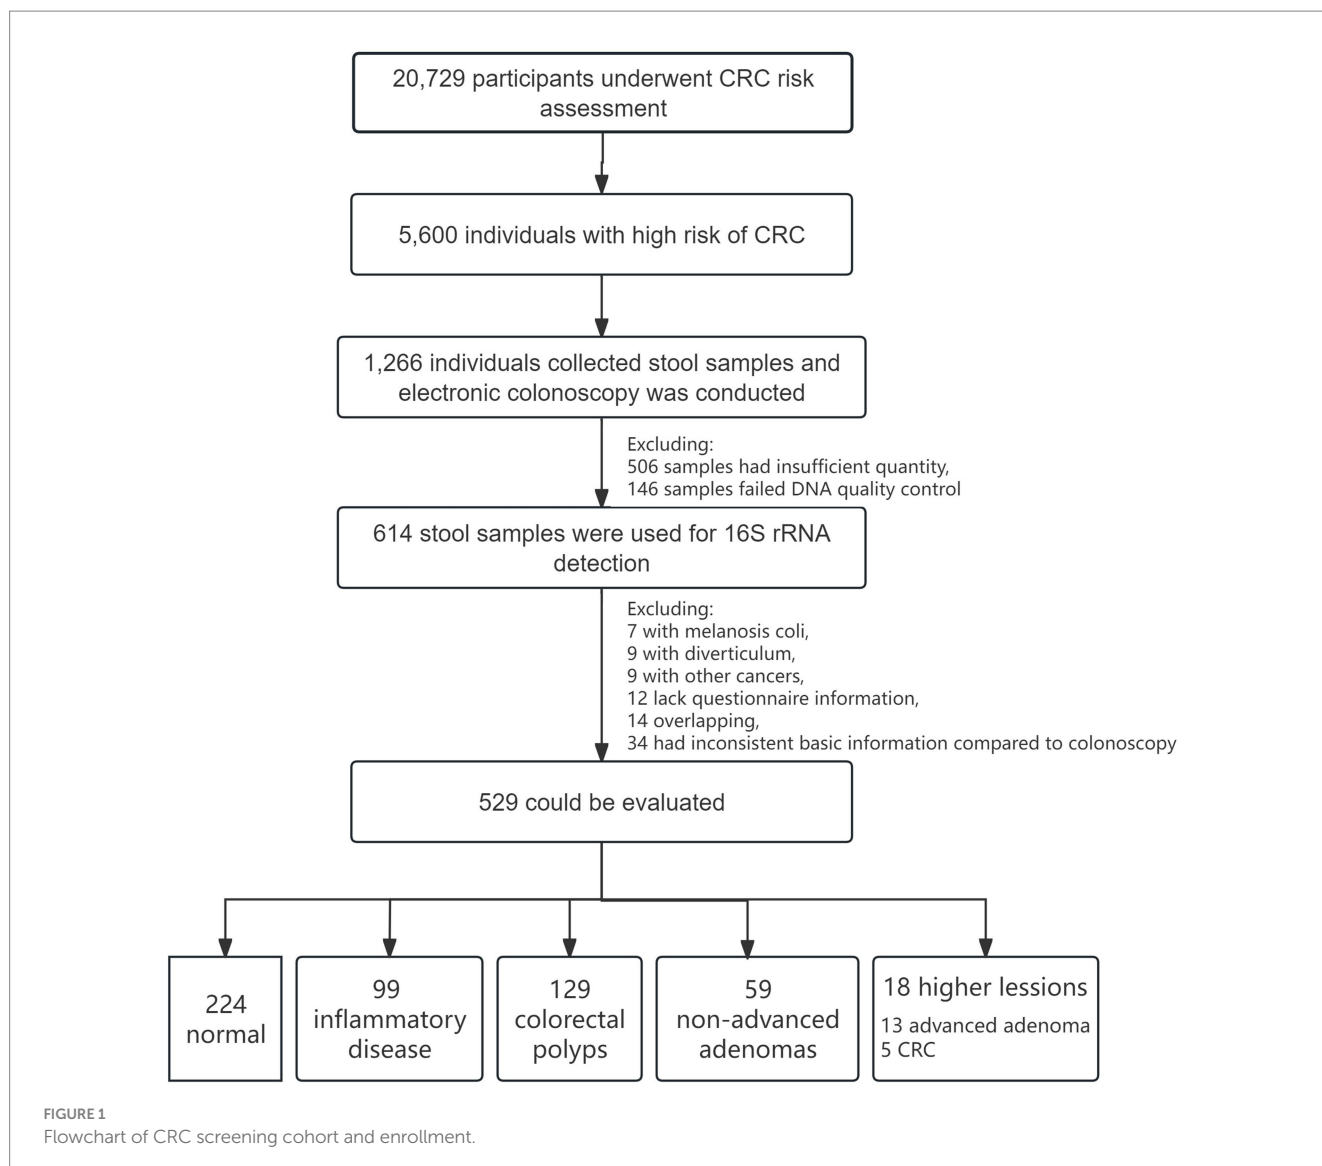 20,729 participants underwent CRC risk
assessment
5,600 individuals with high risk of CRC
1,266 individuals collected stool samples and
electronic colonoscopy was conducted
Excluding:
506 samples had insufficient quantity,
146 samples failed DNA quality control
614 stool samples were used for 16S rRNA
detection
Excluding:
7 with melanosis coli,
9 with diverticulum,
9 with other cancers,
12 lack questionnaire information,
14 overlapping,
34 had inconsistent basic information compared to colonoscopy
529 could be evaluated
224
normal
99
inflammatory
disease
129
colorectal
polyps
59
non-advanced
adenomas
18 higher lessions
13 advanced adenoma
5 CRC
FIGURE 1
Flowchart of CRC screening cohort and enrollment.